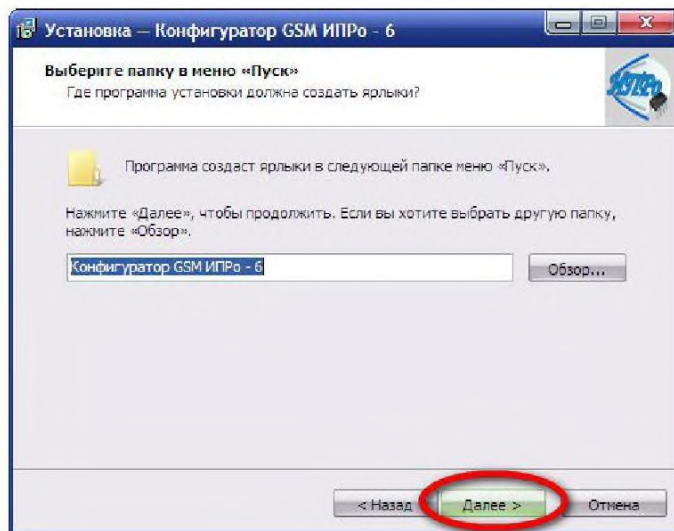 Установка — Конфигуратор GSM ИПРо - 6
Выберите папку в меню «Пуск»
Где программа установки должна создать ярлыки?
ИПРо
Программа создаст ярлыки в следующей папке меню «Пуск».
Нажмите «Далее», чтобы продолжить. Если вы хотите выбрать другую папку,
нажмите «Обзор».
Конфигуратор GSM ИПРо - 6
Обзор...
< Назад
Далее >
Отмена